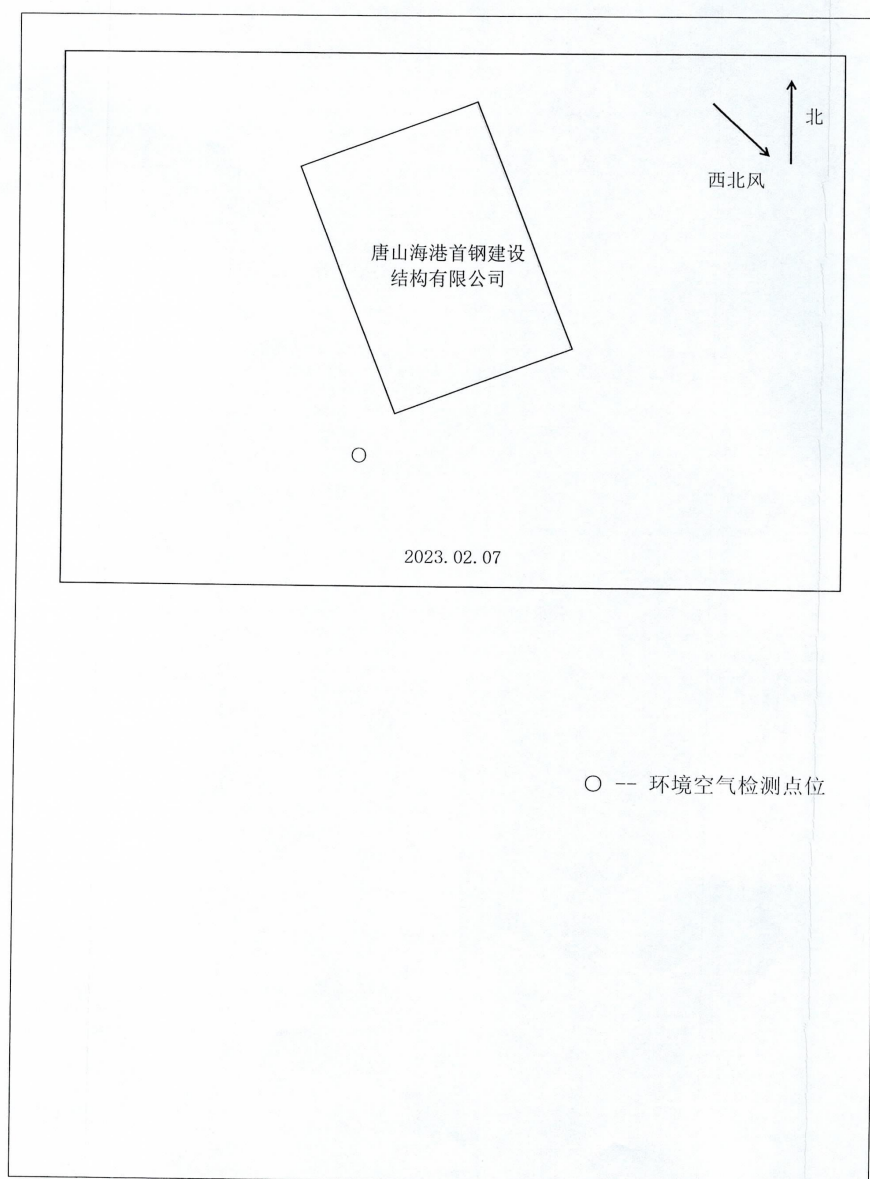 北
西北风
唐山海港首钢建设
结构有限公司
2023.02.07
○ -- 环境空气检测点位